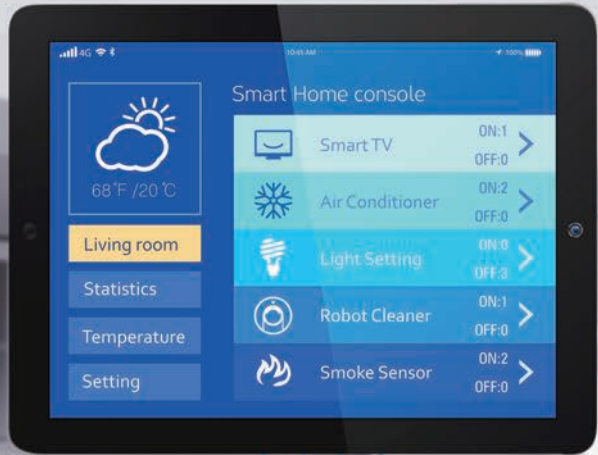 4G
10:45 AM
100%
68°F /20°C
Living room
Statistics
Temperature
Setting
Smart Home console
Smart TV
ON:1
OFF:0
Air Conditioner
ON:2
OFF:0
Light Setting
ON:0
OFF:3
Robot Cleaner
ON:1
OFF:0
Smoke Sensor
ON:2
OFF:0